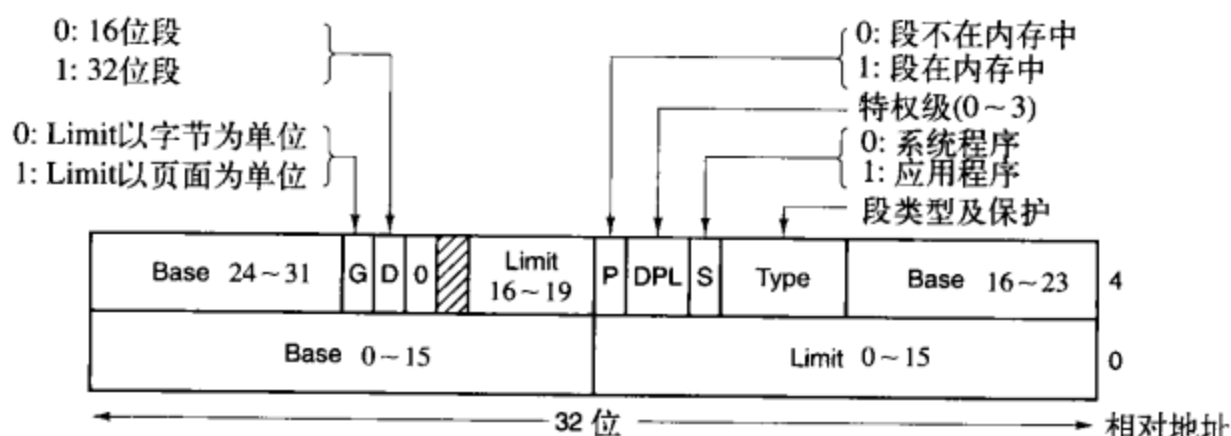 0: 16位段
1: 32位段
0: Limit以字节为单位
1: Limit以页面为单位
0: 段不在内存中
1: 段在内存中
特权级(0～3)
0: 系统程序
1: 应用程序
段类型及保护
Base 24～31 G D 0 Limit 16～19 P DPL S Type Base 16～23 4
Base 0～15 Limit 0～15 0
32 位 相对地址